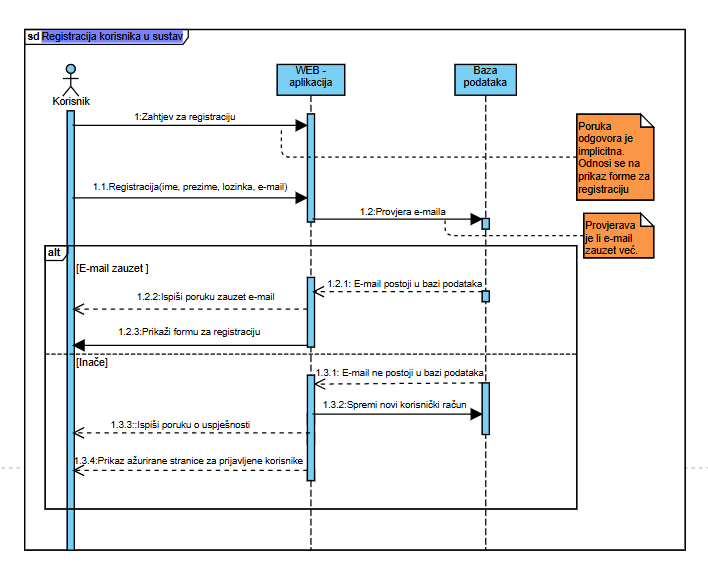 sd Registracija korisnika u sustav
WEB -
aplikacija
Baza
podataka
Korisnik
1:Zahtjev za registraciju
Poruka
odgovora je
implicitna.
Odnosi se na
prikaz forme za
registraciju
1.1.Registracija(ime, prezime, lozinka, e-mail)
1.2:Provjera e-maila
Provjerava
je li e-mail
zauzet već.
alt
[E-mail zauzet ]
1.2.1: E-mail postoji u bazi podataka
1.2.2:Ispiši poruku zauzet e-mail
1.2.3:Prikaži formu za registraciju
[Inače]
1.3.1: E-mail ne postoji u bazi podataka
1.3.2:Spremi novi korisnički račun
1.3.3::Ispiši poruku o uspješnosti
1.3.4:Prikaz ažurirane stranice za prijavljene korisnike